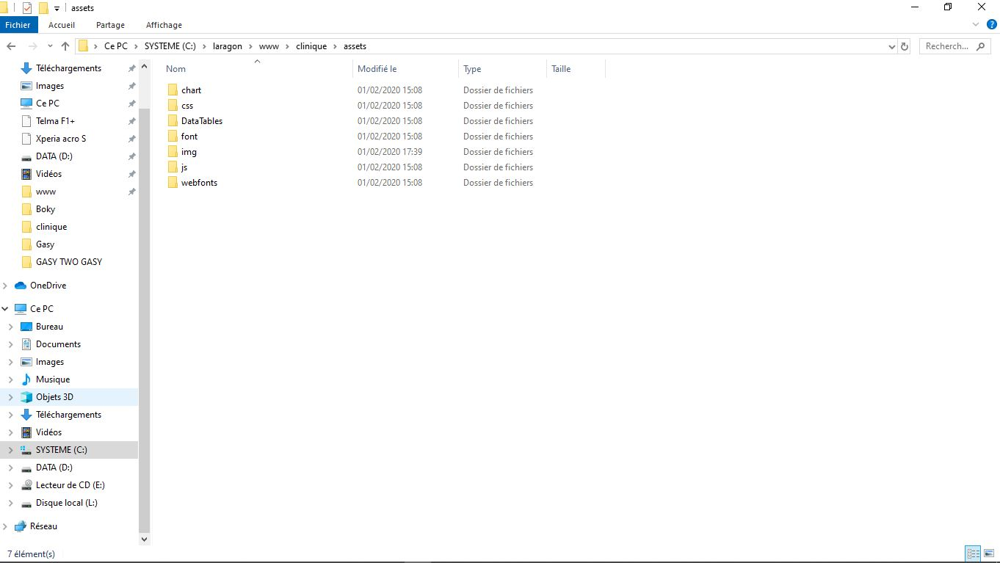 assets
Fichier Accueil Partage Affichage
Ce PC SYSTEME (C:) laragon www clinique assets
Recherch...
Téléchargements
Images
Ce PC
Telma F1+
Xperia acro S
DATA (D:)
Vidéos
www
Boky
clinique
Gasy
GASY TWO GASY
OneDrive
Ce PC
Bureau
Documents
Images
Musique
Objets 3D
Téléchargements
Vidéos
SYSTEME (C:)
DATA (D:)
Lecteur de CD (E:)
Disque local (L:)
Réseau
Nom Modifié le Type Taille
chart 01/02/2020 15:08 Dossier de fichiers
css 01/02/2020 15:08 Dossier de fichiers
DataTables 01/02/2020 15:08 Dossier de fichiers
font 01/02/2020 15:08 Dossier de fichiers
img 01/02/2020 17:39 Dossier de fichiers
js 01/02/2020 15:08 Dossier de fichiers
webfonts 01/02/2020 15:08 Dossier de fichiers
7 élément(s)